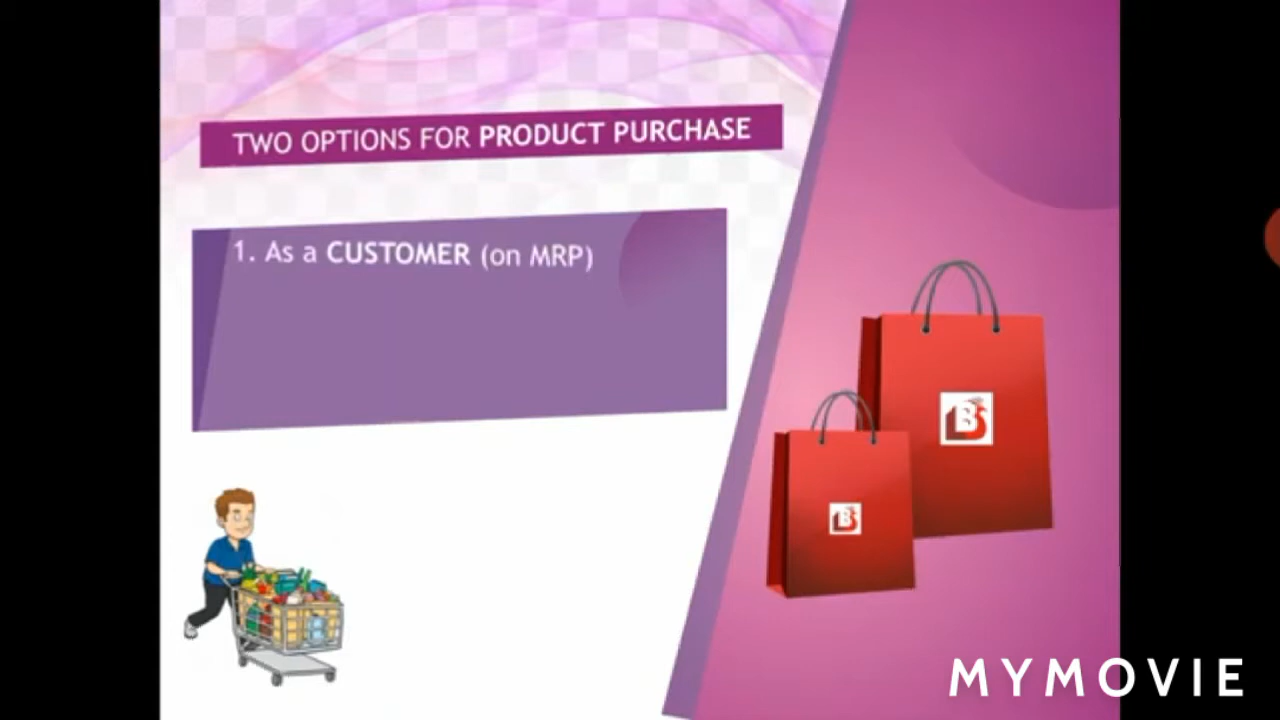 TWO OPTIONS FOR PRODUCT PURCHASE
1. As a CUSTOMER (on MRP)
MYMOVIE